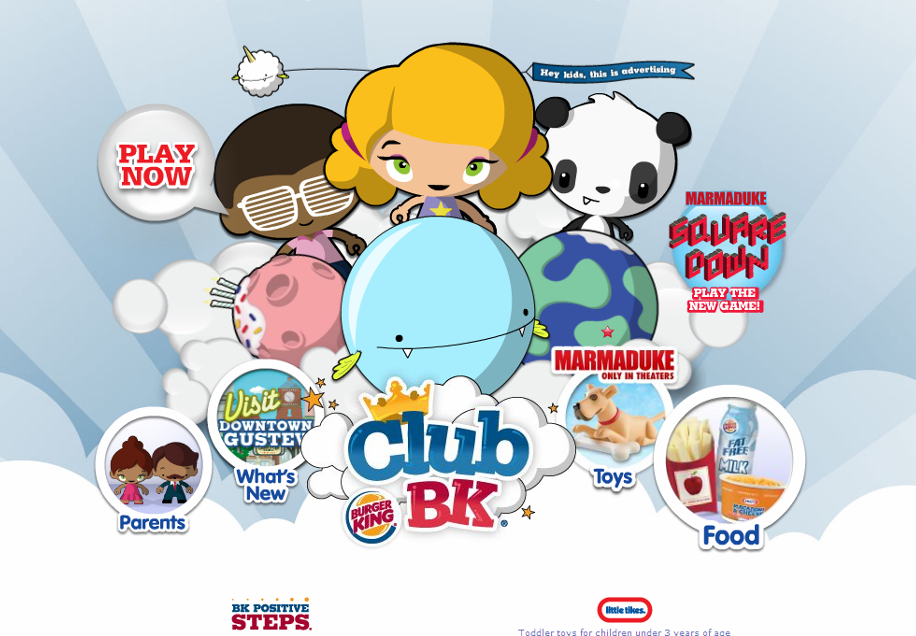 Hey kids, this is advertising
PLAY
NOW
MARMADUKE
SQUARE
DOWN
PLAY THE
NEW GAME!
MARMADUKE
ONLY IN THEATERS
Visit
DOWNTOWN
GUSTEV
What's
New
Parents
Club
BK®
BURGER
KING
Toys
FAT
FREE
MILK
MACARONI
& CHEESE
Food
BK POSITIVE
STEPS.
little tikes.
Toddler toys for children under 3 years of age